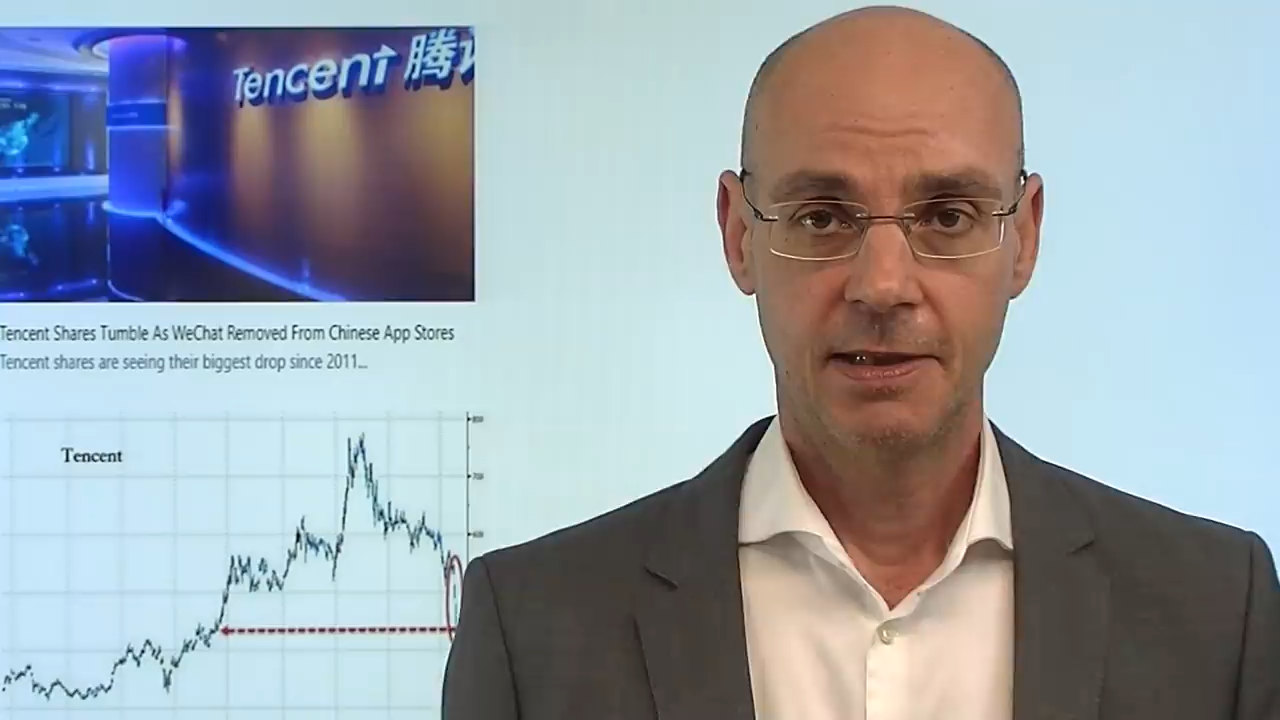 Tencent 腾
Tencent Shares Tumble As WeChat Removed From Chinese App Stores
Tencent shares are seeing their biggest drop since 2011...
Tencent